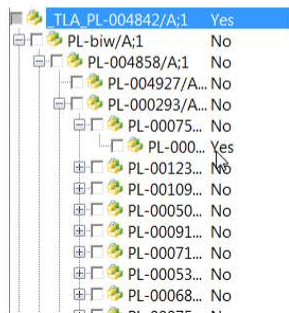 _TLA_PL-004842/A;1 Yes
PL-biw/A;1 No
PL-004858/A;1 No
PL-004927/A... No
PL-000293/A... No
PL-00075... No
PL-000... Yes
PL-00123... No
PL-00109... No
PL-00050... No
PL-00091... No
PL-00071... No
PL-00053... No
PL-00068... No